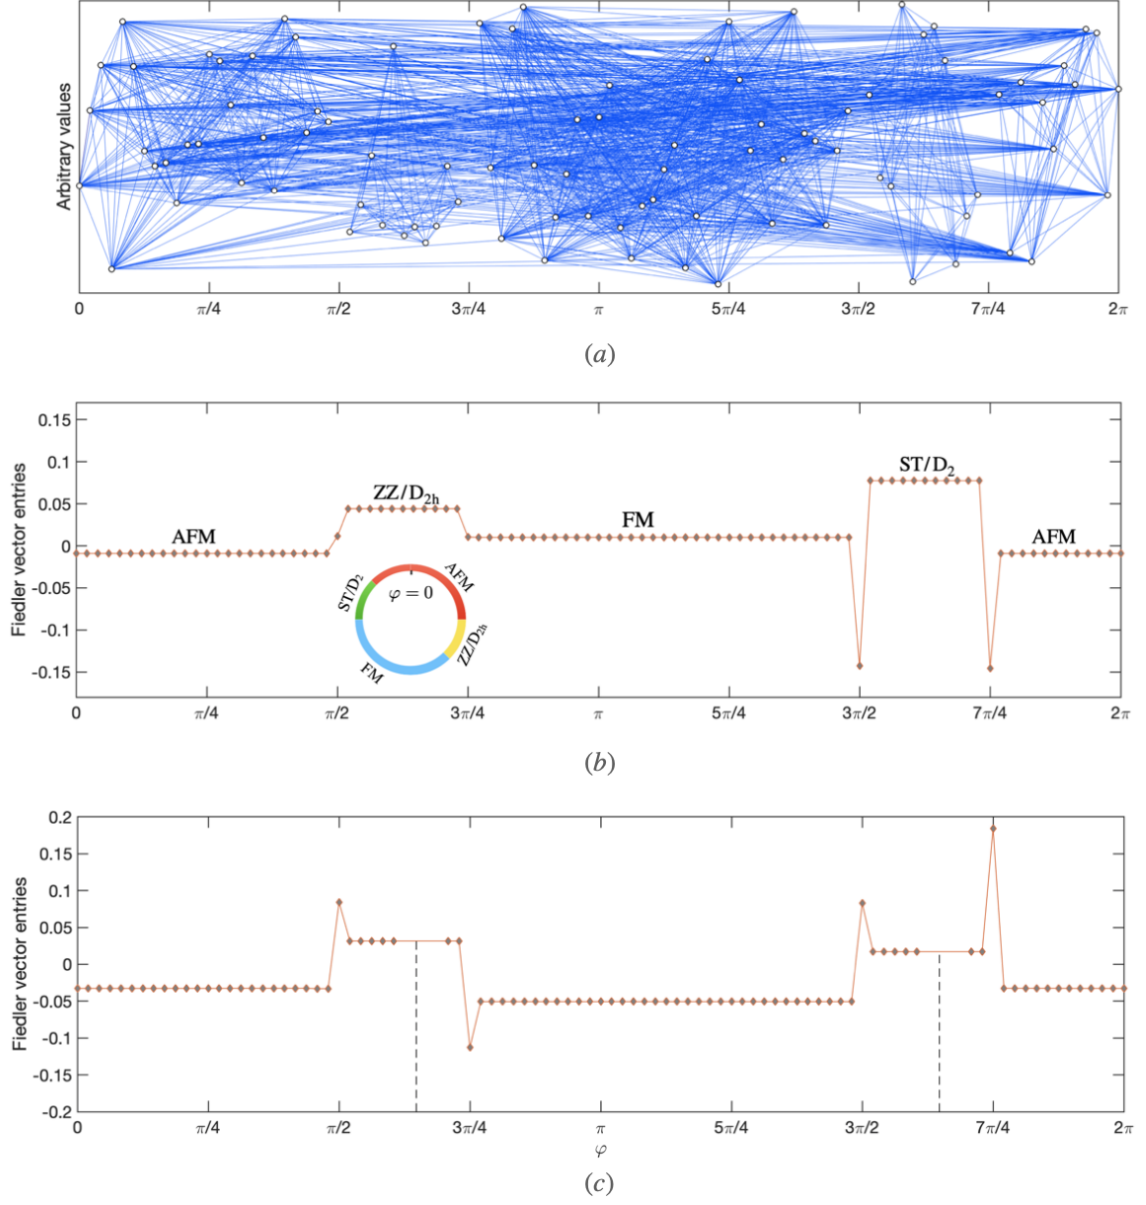 Arbitrary values
0 π/4 π/2 3π/4 π 5π/4 3π/2 7π/4 2π
(a)
Fiedler vector entries
0.15
0.1
0.05
0
-0.05
-0.1
-0.15
AFM
ZZ/D2h
FM
ST/D2
AFM
φ = 0
AFM
ST/D2
ZZ/D2h
FM
0 π/4 π/2 3π/4 π 5π/4 3π/2 7π/4 2π
(b)
Fiedler vector entries
0.2
0.15
0.1
0.05
0
-0.05
-0.1
-0.15
-0.2
0 π/4 π/2 3π/4 π 5π/4 3π/2 7π/4 2π
φ
(c)